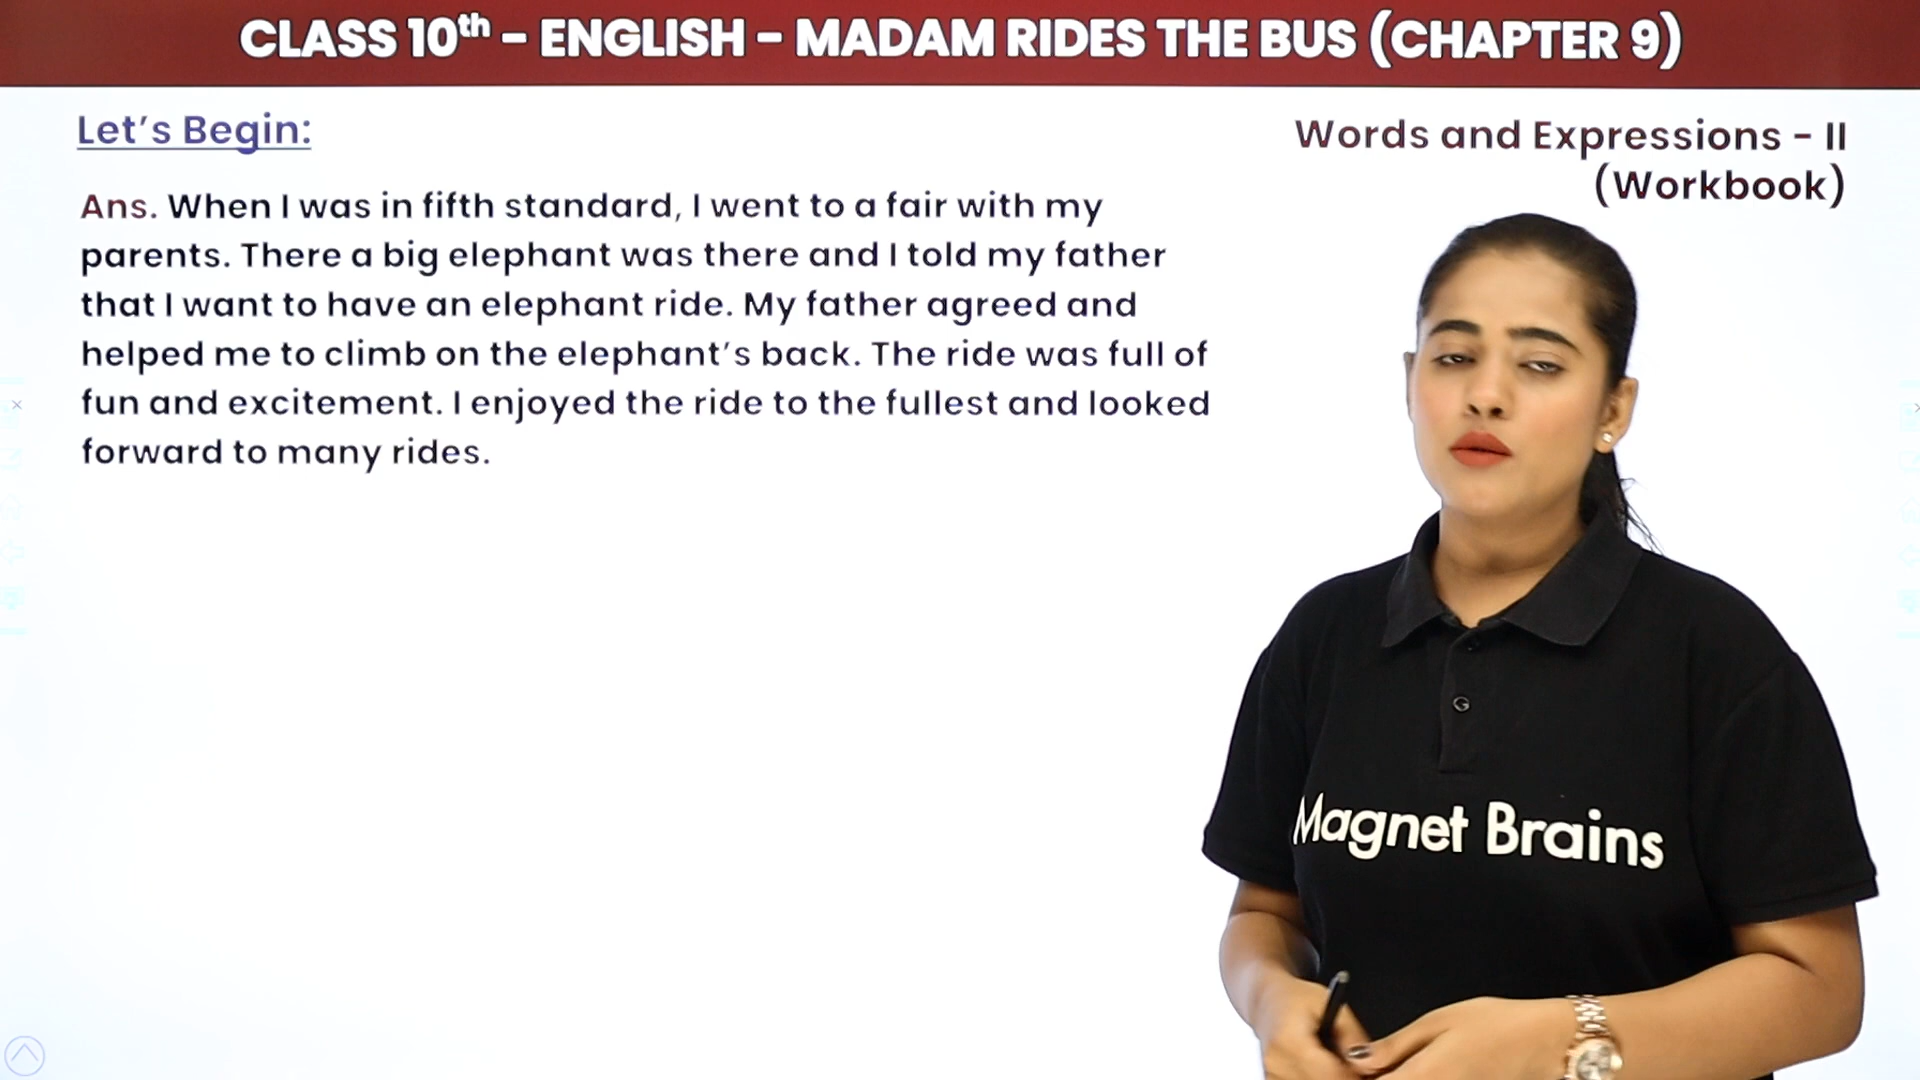 CLASS 10th - ENGLISH - MADAM RIDES THE BUS (CHAPTER 9)
Let's Begin:
Words and Expressions - II
(Workbook)
Ans. When I was in fifth standard, I went to a fair with my
parents. There a big elephant was there and I told my father
that I want to have an elephant ride. My father agreed and
helped me to climb on the elephant's back. The ride was full of
fun and excitement. I enjoyed the ride to the fullest and looked
forward to many rides.
Magnet Brains